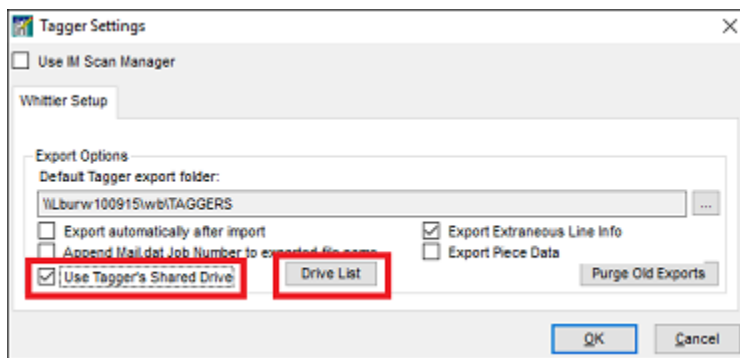 Tagger Settings
Use IM Scan Manager
Whittier Setup
Export Options
Default Tagger export folder:
\\Lburw100915\wb\TAGGERS
...
Export automatically after import
Export Extraneous Line Info
Append Mail.dat Job Number to exported file name
Export Piece Data
Use Tagger's Shared Drive
Drive List
Purge Old Exports
OK
Cancel